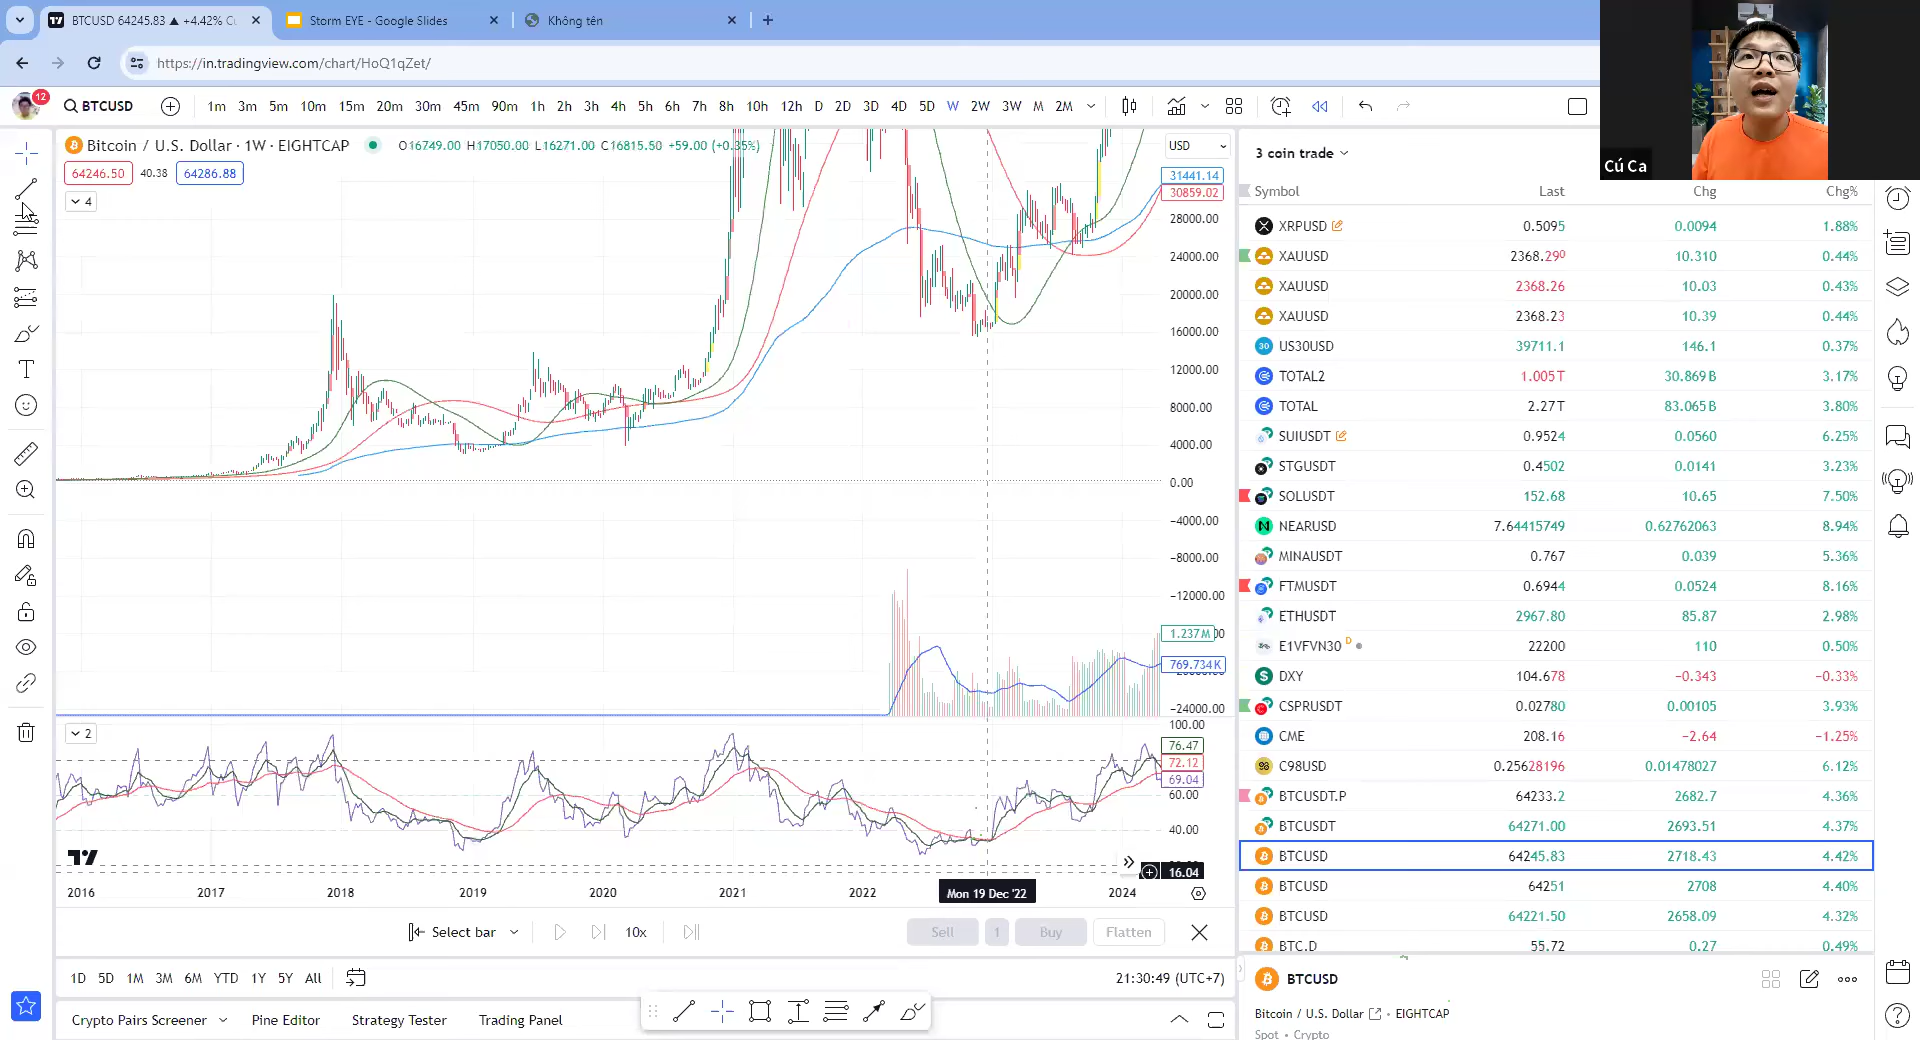 BTCUSD 64245.83 ▲ +4.42%
Storm EYE - Google Slides
Không tên
https://in.tradingview.com/chart/HoQ1qZet/
12
BTCUSD
1m 3m 5m 10m 15m 20m 30m 45m 90m 1h 2h 3h 4h 5h 6h 7h 8h 10h 12h D 2D 3D 4D 5D W 2W 3W M 2M
Cú Ca
Bitcoin / U.S. Dollar · 1W · EIGHTCAP
O16749.00 H17050.00 L16271.00 C16815.50 +59.00 (+0.35%)
USD
64246.50 40.38 64286.88
4
31441.14
30859.02
28000.00
24000.00
20000.00
16000.00
12000.00
8000.00
4000.00
0.00
−4000.00
−8000.00
−12000.00
1.237M
769.734K
−24000.00
2
100.00
76.47
72.12
69.04
60.00
40.00
16.04
2016 2017 2018 2019 2020 2021 2022 Mon 19 Dec '22 2024
Select bar
10x
Sell 1 Buy Flatten
1D 5D 1M 3M 6M YTD 1Y 5Y All
21:30:49 (UTC+7)
Crypto Pairs Screener Pine Editor Strategy Tester Trading Panel
3 coin trade
Symbol Last Chg Chg%
XRPUSD 0.5095 0.0094 1.88%
XAUUSD 2368.290 10.310 0.44%
XAUUSD 2368.26 10.03 0.43%
XAUUSD 2368.23 10.39 0.44%
30 US30USD 39711.1 146.1 0.37%
TOTAL2 1.005T 30.869B 3.17%
TOTAL 2.27T 83.065B 3.80%
SUIUSDT 0.9524 0.0560 6.25%
STGUSDT 0.4502 0.0141 3.23%
SOLUSDT 152.68 10.65 7.50%
NEARUSD 7.64415749 0.62762063 8.94%
MINAUSDT 0.767 0.039 5.36%
FTMUSDT 0.6944 0.0524 8.16%
ETHUSDT 2967.80 85.87 2.98%
E1VFVN30 D 22200 110 0.50%
DXY 104.678 −0.343 −0.33%
CSPRUSDT 0.02780 0.00105 3.93%
CME 208.16 −2.64 −1.25%
C98USD 0.25628196 0.01478027 6.12%
BTCUSDT.P 64233.2 2682.7 4.36%
BTCUSDT 64271.00 2693.51 4.37%
BTCUSD 64245.83 2718.43 4.42%
BTCUSD 64251 2708 4.40%
BTCUSD 64221.50 2658.09 4.32%
BTC.D 55.72 0.27 0.49%
BTCUSD
Bitcoin / U.S. Dollar · EIGHTCAP
Spot · Crypto